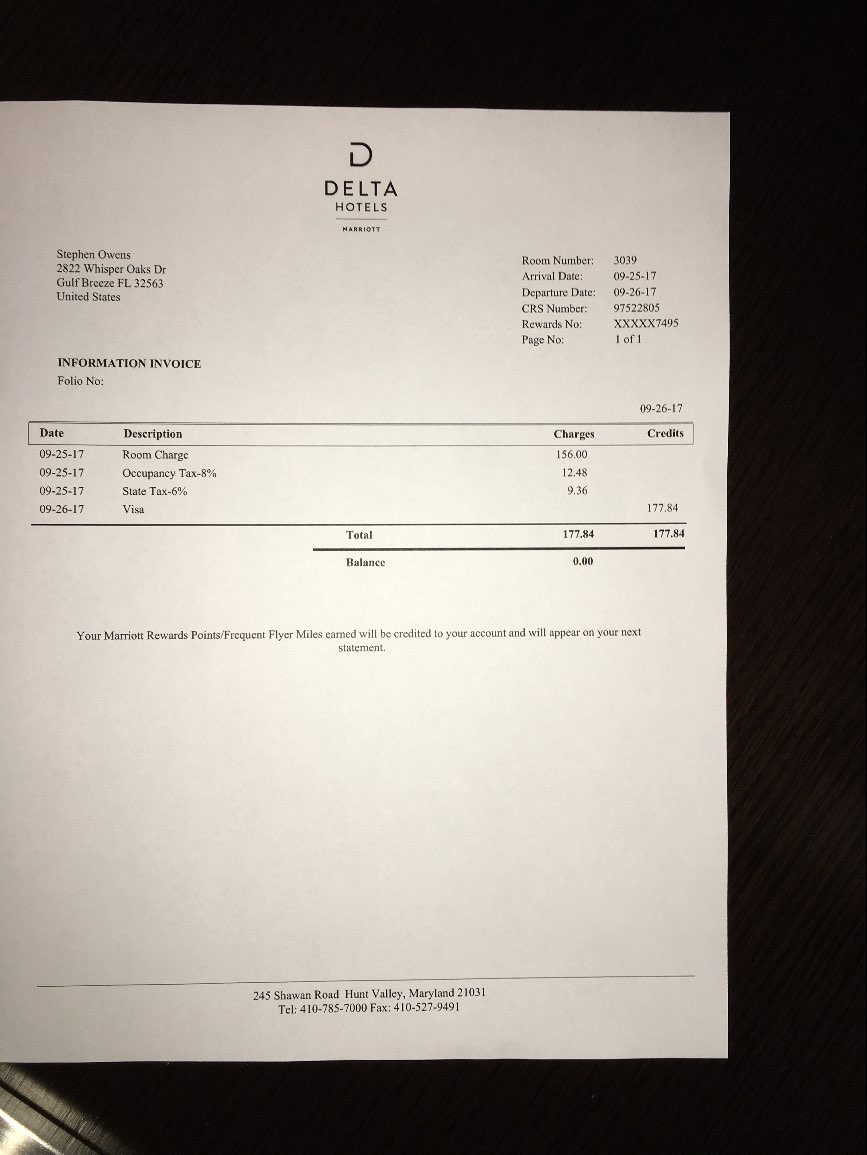 D
DELTA
HOTELS
MARRIOTT
Stephen Owens
2822 Whisper Oaks Dr
Gulf Breeze FL 32563
United States
Room Number: 3039
Arrival Date: 09-25-17
Departure Date: 09-26-17
CRS Number: 97522805
Rewards No: XXXXX7495
Page No: 1 of 1
INFORMATION INVOICE
Folio No:
09-26-17
Date Description Charges Credits
09-25-17 Room Charge 156.00
09-25-17 Occupancy Tax-8% 12.48
09-25-17 State Tax-6% 9.36
09-26-17 Visa 177.84
Total 177.84 177.84
Balance 0.00
Your Marriott Rewards Points/Frequent Flyer Miles earned will be credited to your account and will appear on your next
statement.
245 Shawan Road Hunt Valley, Maryland 21031
Tel: 410-785-7000 Fax: 410-527-9491